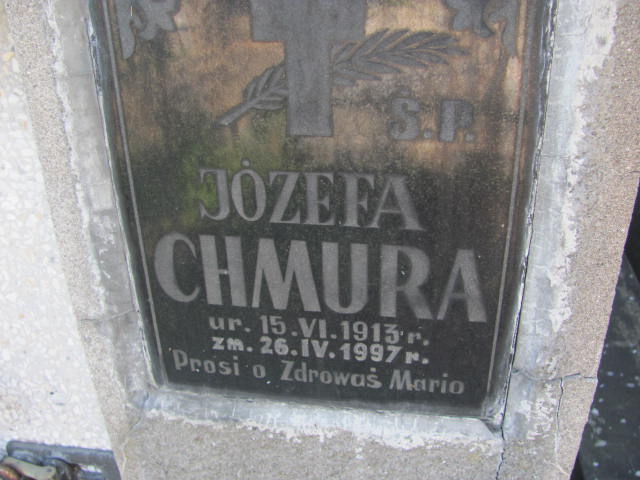 Ś.P.
JÓZEFA
CHMURA
ur. 15.VI.1913 r.
zm. 26.IV.1997 r.
Prosi o Zdrowaś Mario